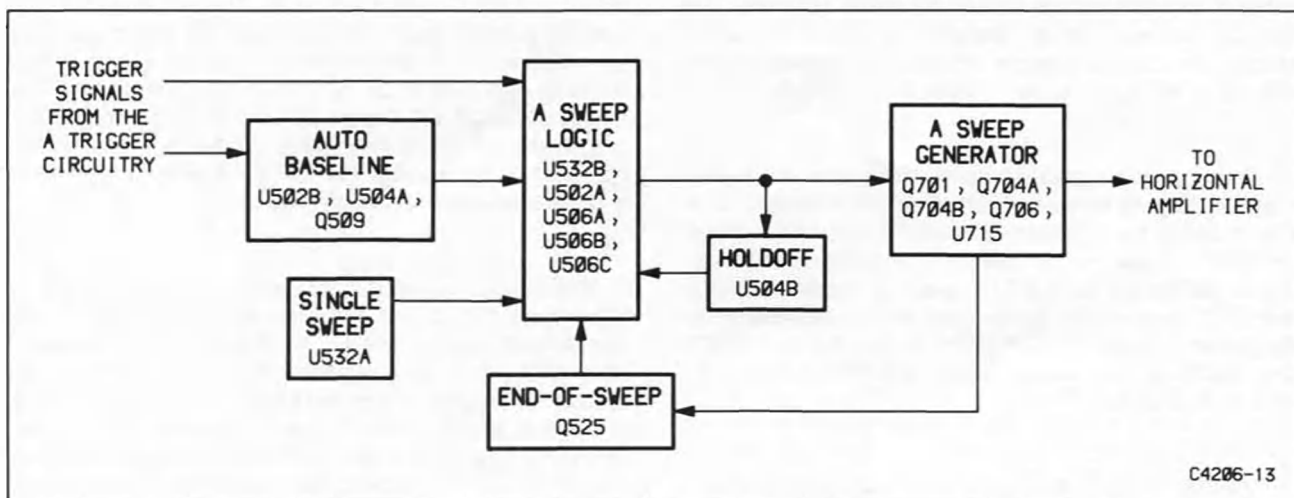 TRIGGER
SIGNALS
FROM THE
A TRIGGER
CIRCUITRY
AUTO
BASELINE
U502B, U504A,
Q509
SINGLE
SWEEP
U532A
A SWEEP
LOGIC
U532B,
U502A,
U506A,
U506B,
U506C
END-OF-SWEEP
Q525
HOLDOFF
U504B
A SWEEP
GENERATOR
Q701, Q704A,
Q704B, Q706,
U715
TO
HORIZONTAL
AMPLIFIER
C4206-13